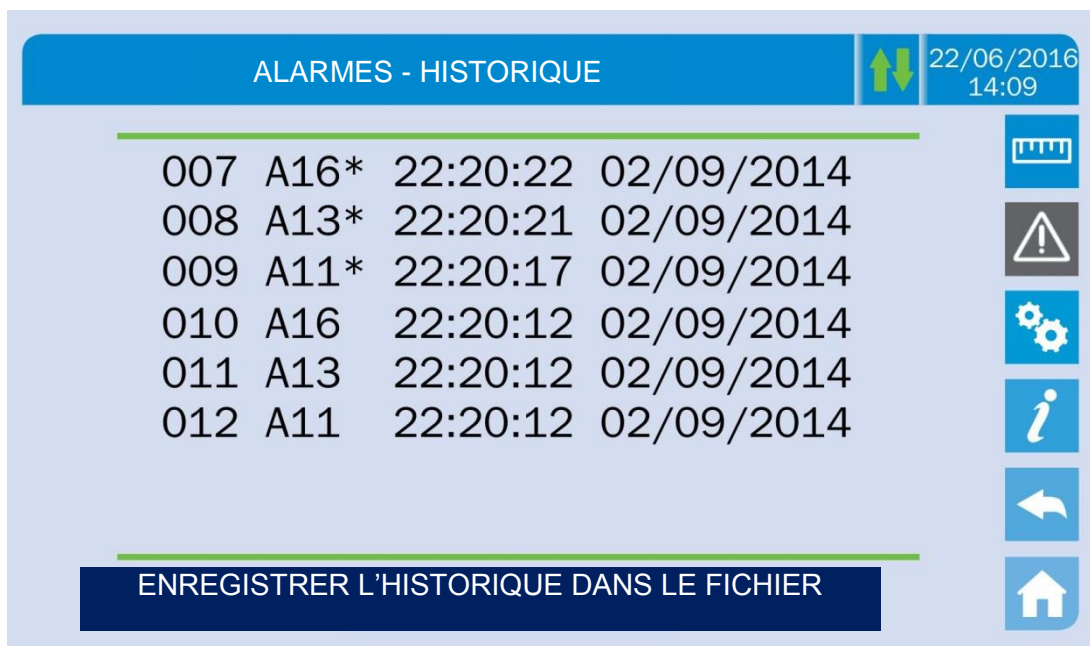 ALARMES - HISTORIQUE
22/06/2016
14:09
007 A16* 22:20:22 02/09/2014
008 A13* 22:20:21 02/09/2014
009 A11* 22:20:17 02/09/2014
010 A16 22:20:12 02/09/2014
011 A13 22:20:12 02/09/2014
012 A11 22:20:12 02/09/2014
ENREGISTRER L’HISTORIQUE DANS LE FICHIER